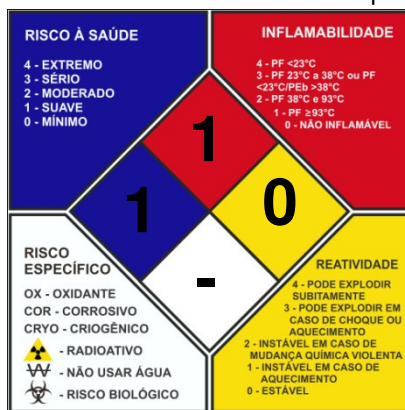 RISCO À SAÚDE
4 - EXTREMO
3 - SÉRIO
2 - MODERADO
1 - SUAVE
0 - MÍNIMO
INFLAMABILIDADE
4 - PF <23°C
3 - PF 23°C a 38°C ou PF
<23°C/PEb >38°C
2 - PF 38°C e 93°C
1 - PF ≥93°C
0 - NÃO INFLAMÁVEL
1
1
0
-
RISCO
ESPECÍFICO
OX - OXIDANTE
COR - CORROSIVO
CRYO - CRIOGÊNICO
- RADIOATIVO
W - NÃO USAR ÁGUA
- RISCO BIOLÓGICO
REATIVIDADE
4 - PODE EXPLODIR
SUBITAMENTE
3 - PODE EXPLODIR EM
CASO DE CHOQUE OU
AQUECIMENTO
2 - INSTÁVEL EM CASO DE
MUDANÇA QUÍMICA VIOLENTA
1 - INSTÁVEL EM CASO DE
AQUECIMENTO
0 - ESTÁVEL